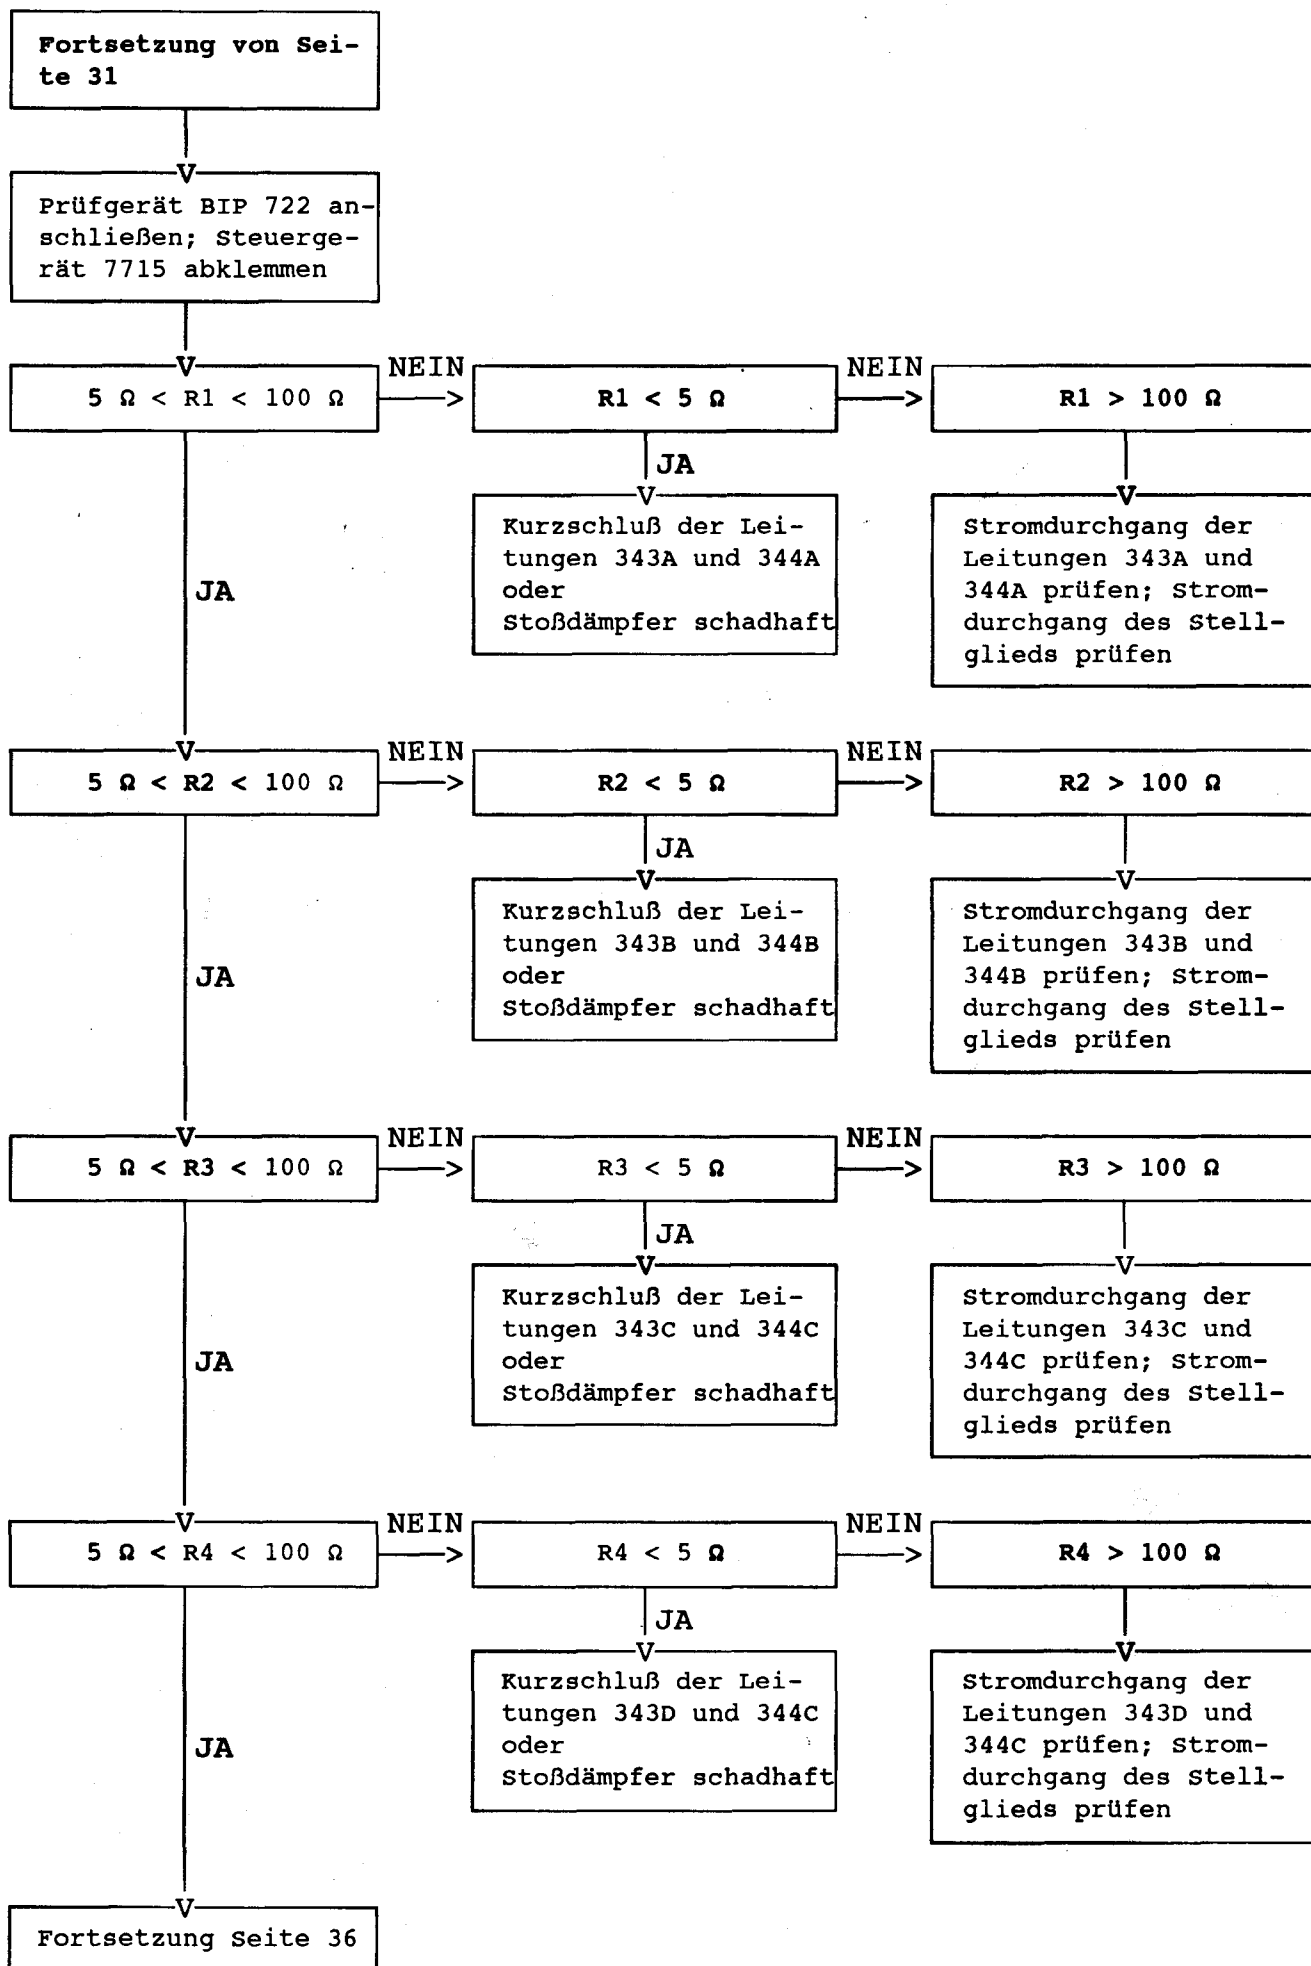 Fortsetzung von Sei-
te 31
Prüfgerät BIP 722 an-
schließen; Steuerge-
rät 7715 abklemmen
5 Ω < R1 < 100 Ω
NEIN
R1 < 5 Ω
NEIN
R1 > 100 Ω
JA
JA
Kurzschluß der Lei-
tungen 343A und 344A
oder
Stoßdämpfer schadhaft
Stromdurchgang der
Leitungen 343A und
344A prüfen; Strom-
durchgang des Stell-
glieds prüfen
5 Ω < R2 < 100 Ω
NEIN
R2 < 5 Ω
NEIN
R2 > 100 Ω
JA
JA
Kurzschluß der Lei-
tungen 343B und 344B
oder
Stoßdämpfer schadhaft
Stromdurchgang der
Leitungen 343B und
344B prüfen; Strom-
durchgang des Stell-
glieds prüfen
5 Ω < R3 < 100 Ω
NEIN
R3 < 5 Ω
NEIN
R3 > 100 Ω
JA
JA
Kurzschluß der Lei-
tungen 343C und 344C
oder
Stoßdämpfer schadhaft
Stromdurchgang der
Leitungen 343C und
344C prüfen; Strom-
durchgang des Stell-
glieds prüfen
5 Ω < R4 < 100 Ω
NEIN
R4 < 5 Ω
NEIN
R4 > 100 Ω
JA
JA
Kurzschluß der Lei-
tungen 343D und 344C
oder
Stoßdämpfer schadhaft
Stromdurchgang der
Leitungen 343D und
344C prüfen; Strom-
durchgang des Stell-
glieds prüfen
Fortsetzung Seite 36